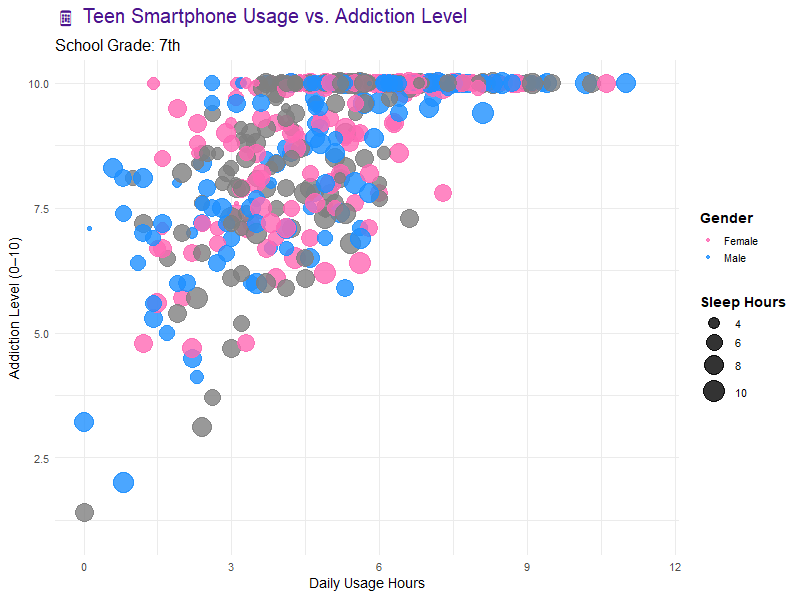 Teen Smartphone Usage vs. Addiction Level
School Grade: 7th
Addiction Level (0–10)
10.0
7.5
5.0
2.5
0 3 6 9 12
Daily Usage Hours
Gender
Female
Male
Sleep Hours
4
6
8
10